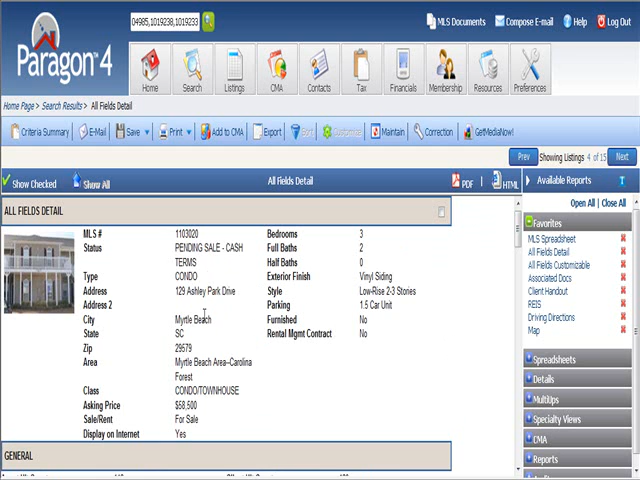 04985,1019238,1019233
MLS Documents
Compose E-mail
Help
Log Out
Paragon™ 4
Home
Search
Listings
CMA
Contacts
Tax
Financials
Membership
Resources
Preferences
Home Page > Search Results > All Fields Detail
Criteria Summary
E-Mail
Save
Print
Add to CMA
Export
Sort
Customize
Maintain
Correction
GetMediaNow!
Prev
Showing Listings 4 of 15
Next
Show Checked
Show All
All Fields Detail
PDF
HTML
Available Reports
Open All | Close All
ALL FIELDS DETAIL
MLS # 1103020
Status PENDING SALE - CASH
TERMS
Type CONDO
Address 129 Ashley Park Drive
Address 2
City Myrtle Beach
State SC
Zip 29579
Area Myrtle Beach Area--Carolina
Forest
Class CONDO/TOWNHOUSE
Asking Price $58,500
Sale/Rent For Sale
Display on Internet Yes
Bedrooms 3
Full Baths 2
Half Baths 0
Exterior Finish Vinyl Siding
Style Low-Rise 2-3 Stories
Parking 1.5 Car Unit
Furnished No
Rental Mgmt Contract No
GENERAL
Favorites
MLS Spreadsheet
All Fields Detail
All Fields Customizable
Associated Docs
Client Handout
REIS
Driving Directions
Map
Spreadsheets
Details
MultiUps
Specialty Views
CMA
Reports